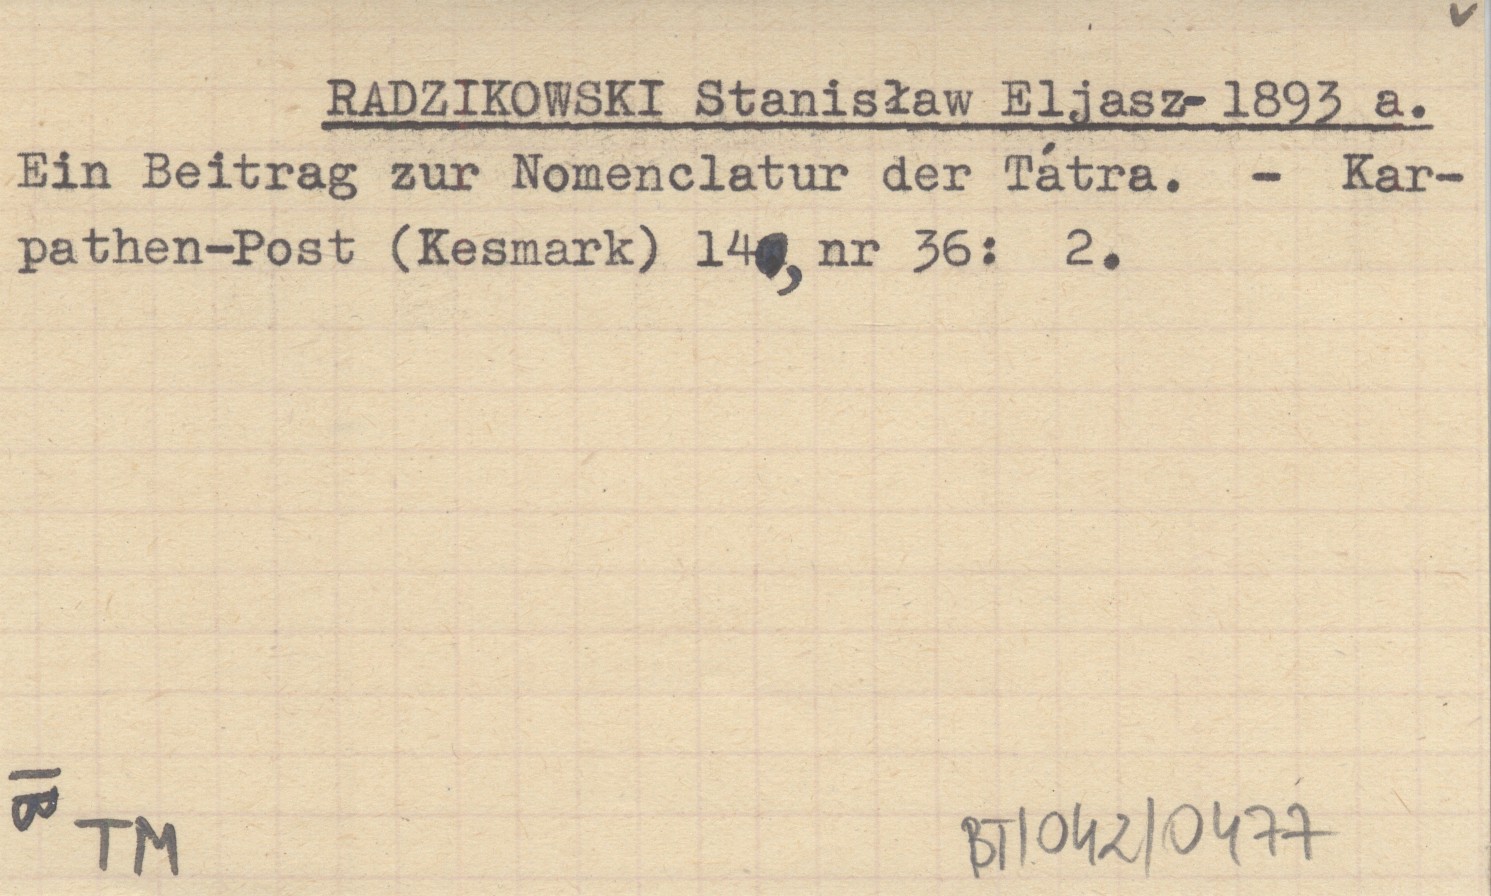 RADZIKOWSKI Stanisław Eljasz- 1893 a.
Ein Beitrag zur Nomenclatur der Tátra. - Kar-
pathen-Post (Kesmark) 14, nr 36: 2.
IB
TM
BT/042/0477